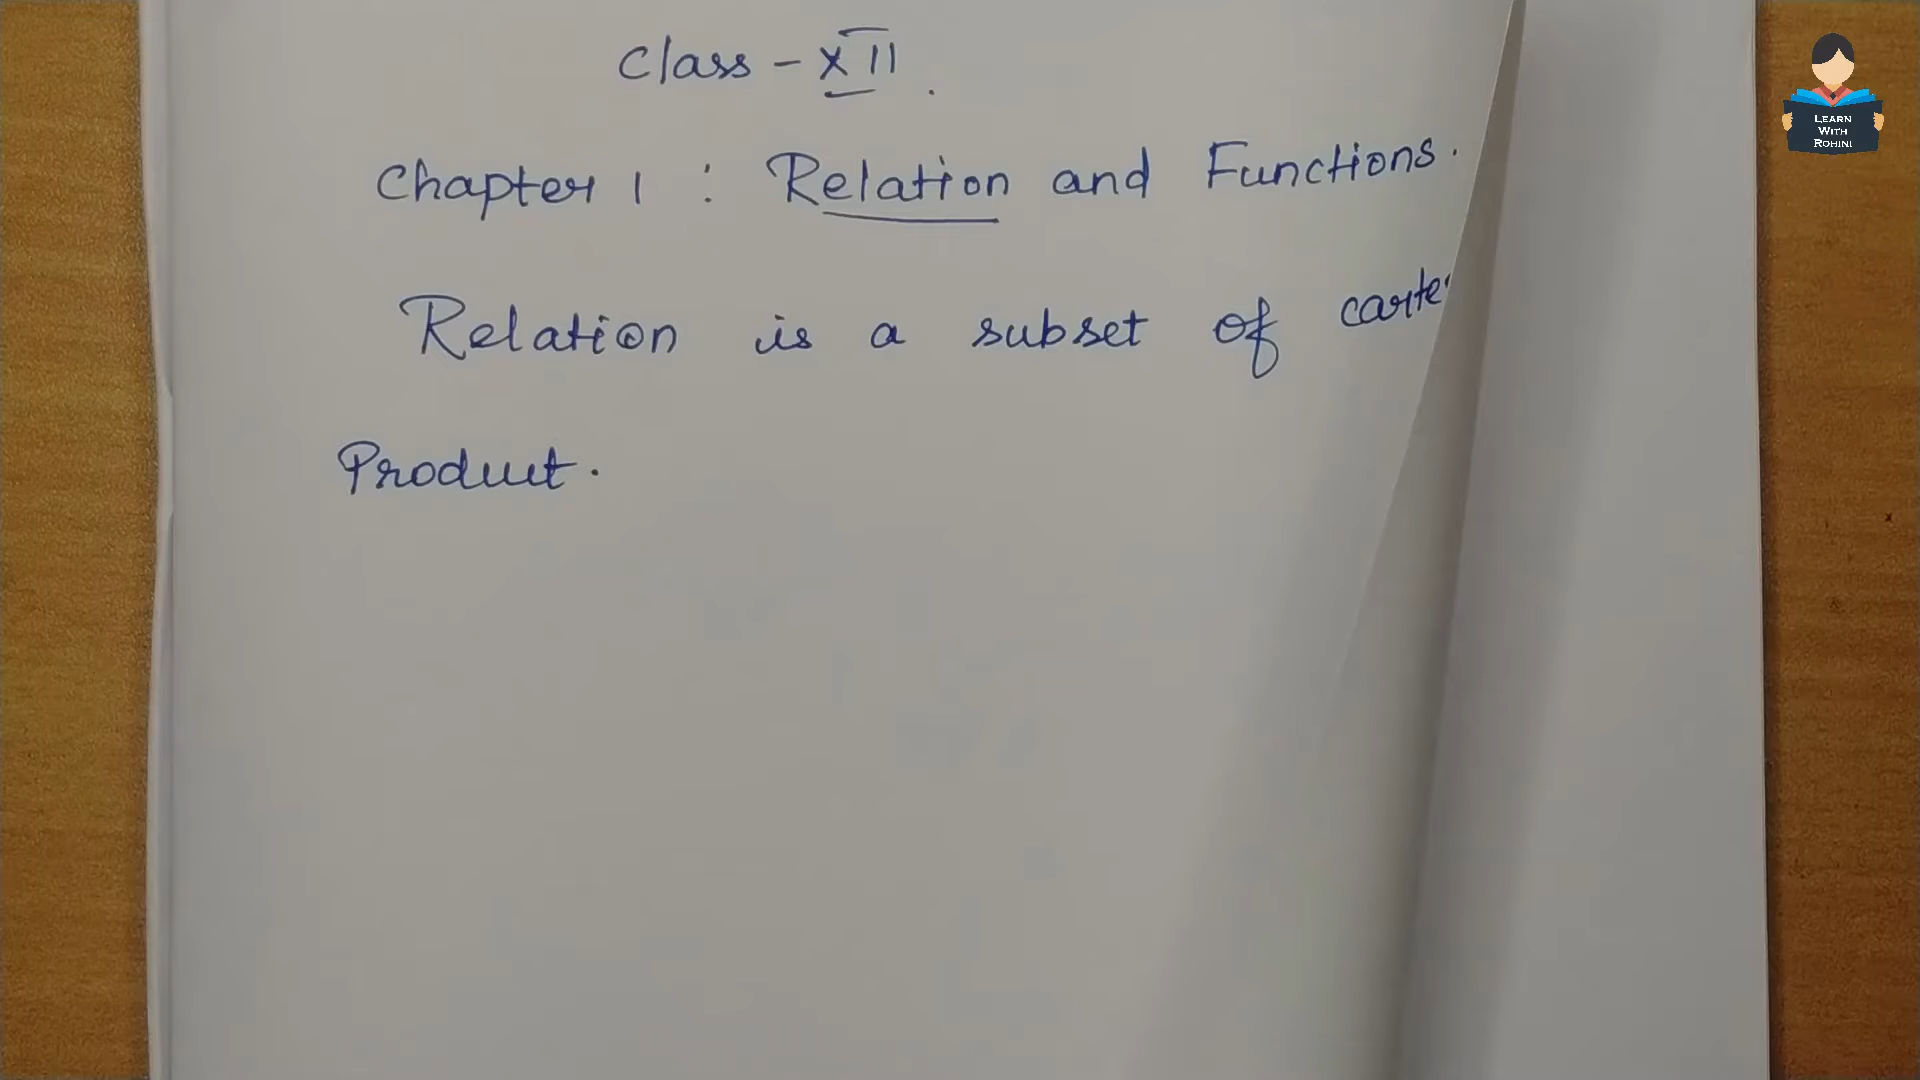 Class - XII.
Chapter 1 : Relation and Functions.
Relation is a subset of carte
Product.
LEARN
WITH
ROHINI